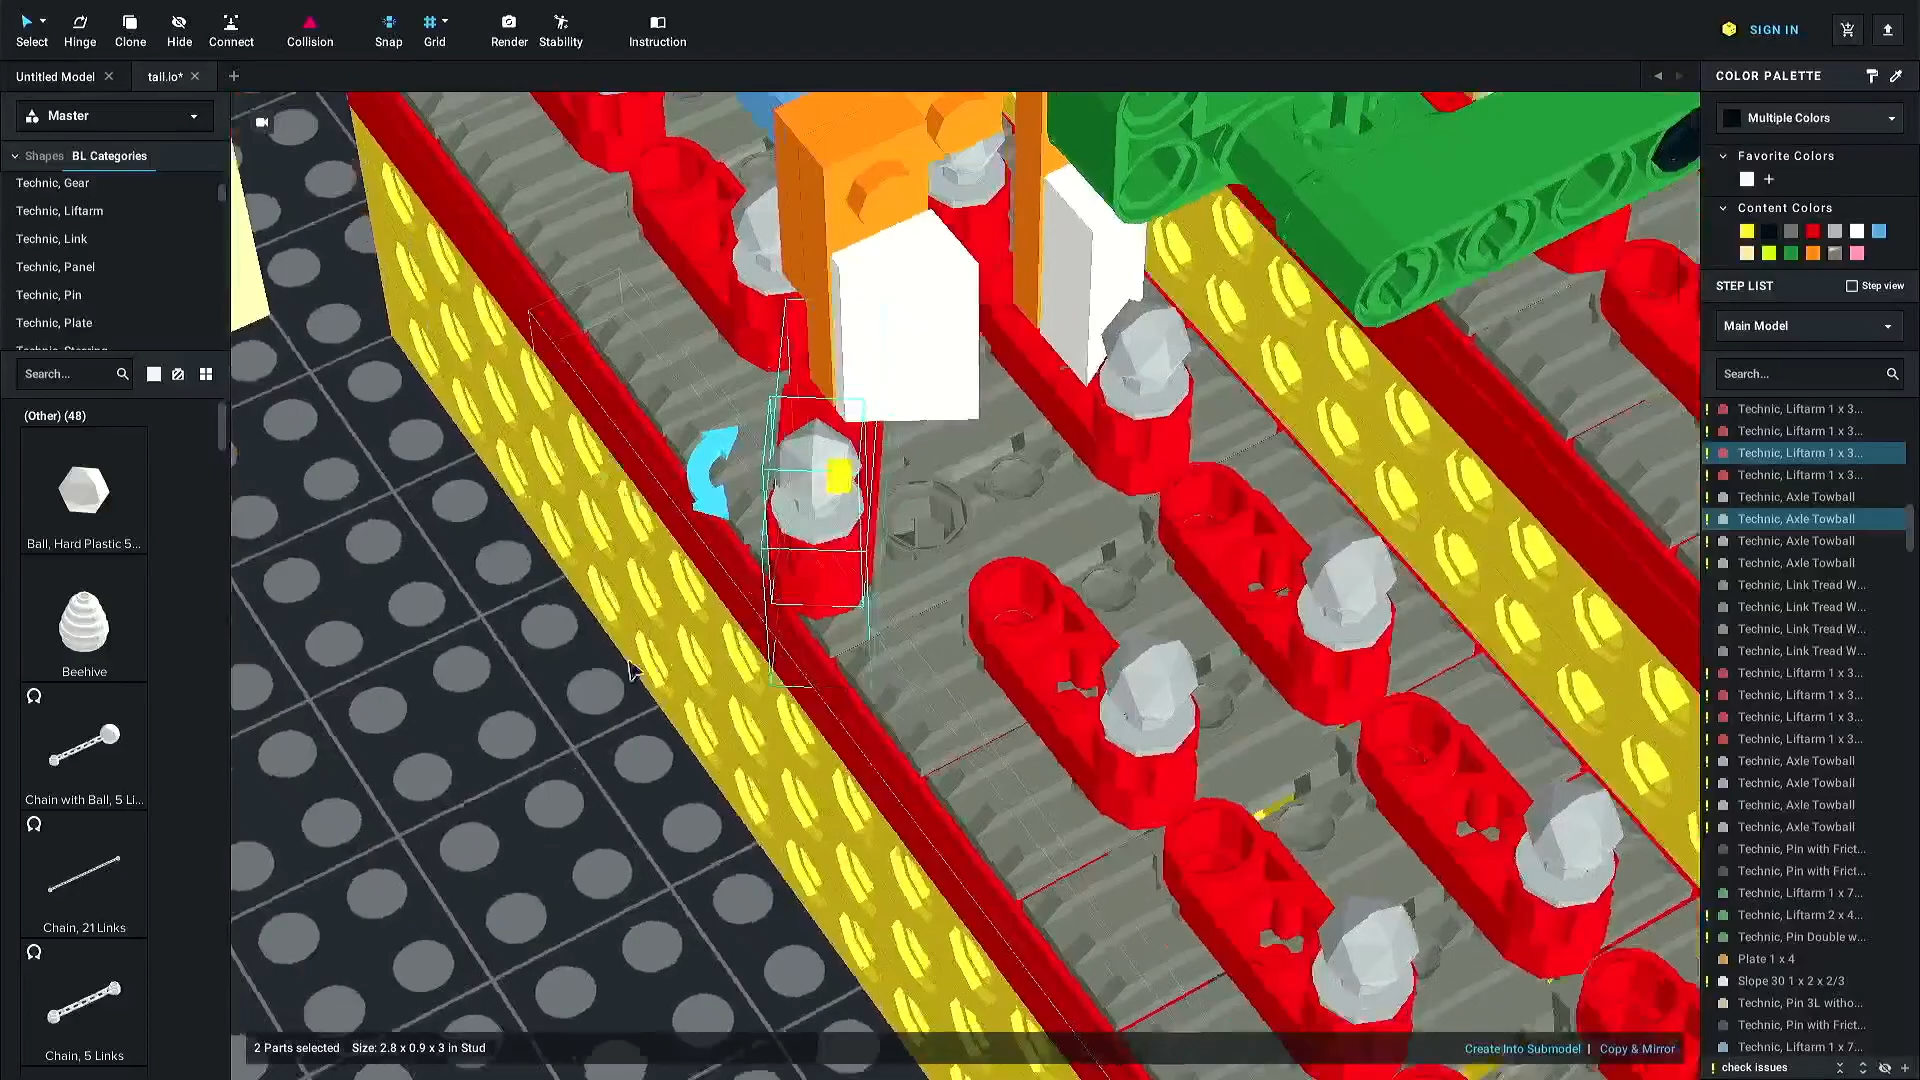 Select
Hinge
Clone
Hide
Connect
Collision
Snap
Grid
Render
Stability
Instruction
SIGN IN
Untitled Model
tall.io*
Master
Shapes
BL Categories
Technic, Gear
Technic, Liftarm
Technic, Link
Technic, Panel
Technic, Pin
Technic, Plate
Search...
(Other) (48)
Ball, Hard Plastic 5...
Beehive
Chain with Ball, 5 Li...
Chain, 21 Links
Chain, 5 Links
2 Parts selected Size: 2.8 x 0.9 x 3 in Stud
Create Into Submodel | Copy & Mirror
COLOR PALETTE
Multiple Colors
Favorite Colors
Content Colors
STEP LIST
Step view
Main Model
Search...
Technic, Liftarm 1 x 3...
Technic, Liftarm 1 x 3...
Technic, Liftarm 1 x 3...
Technic, Liftarm 1 x 3...
Technic, Axle Towball
Technic, Axle Towball
Technic, Axle Towball
Technic, Axle Towball
Technic, Link Tread W...
Technic, Link Tread W...
Technic, Link Tread W...
Technic, Link Tread W...
Technic, Liftarm 1 x 3...
Technic, Liftarm 1 x 3...
Technic, Liftarm 1 x 3...
Technic, Liftarm 1 x 3...
Technic, Axle Towball
Technic, Axle Towball
Technic, Axle Towball
Technic, Axle Towball
Technic, Pin with Frict...
Technic, Pin with Frict...
Technic, Liftarm 1 x 7...
Technic, Liftarm 2 x 4...
Technic, Pin Double w...
Plate 1 x 4
Slope 30 1 x 2 x 2/3
Technic, Pin 3L witho...
Technic, Pin with Frict...
Technic, Liftarm 1 x 7...
! check issues